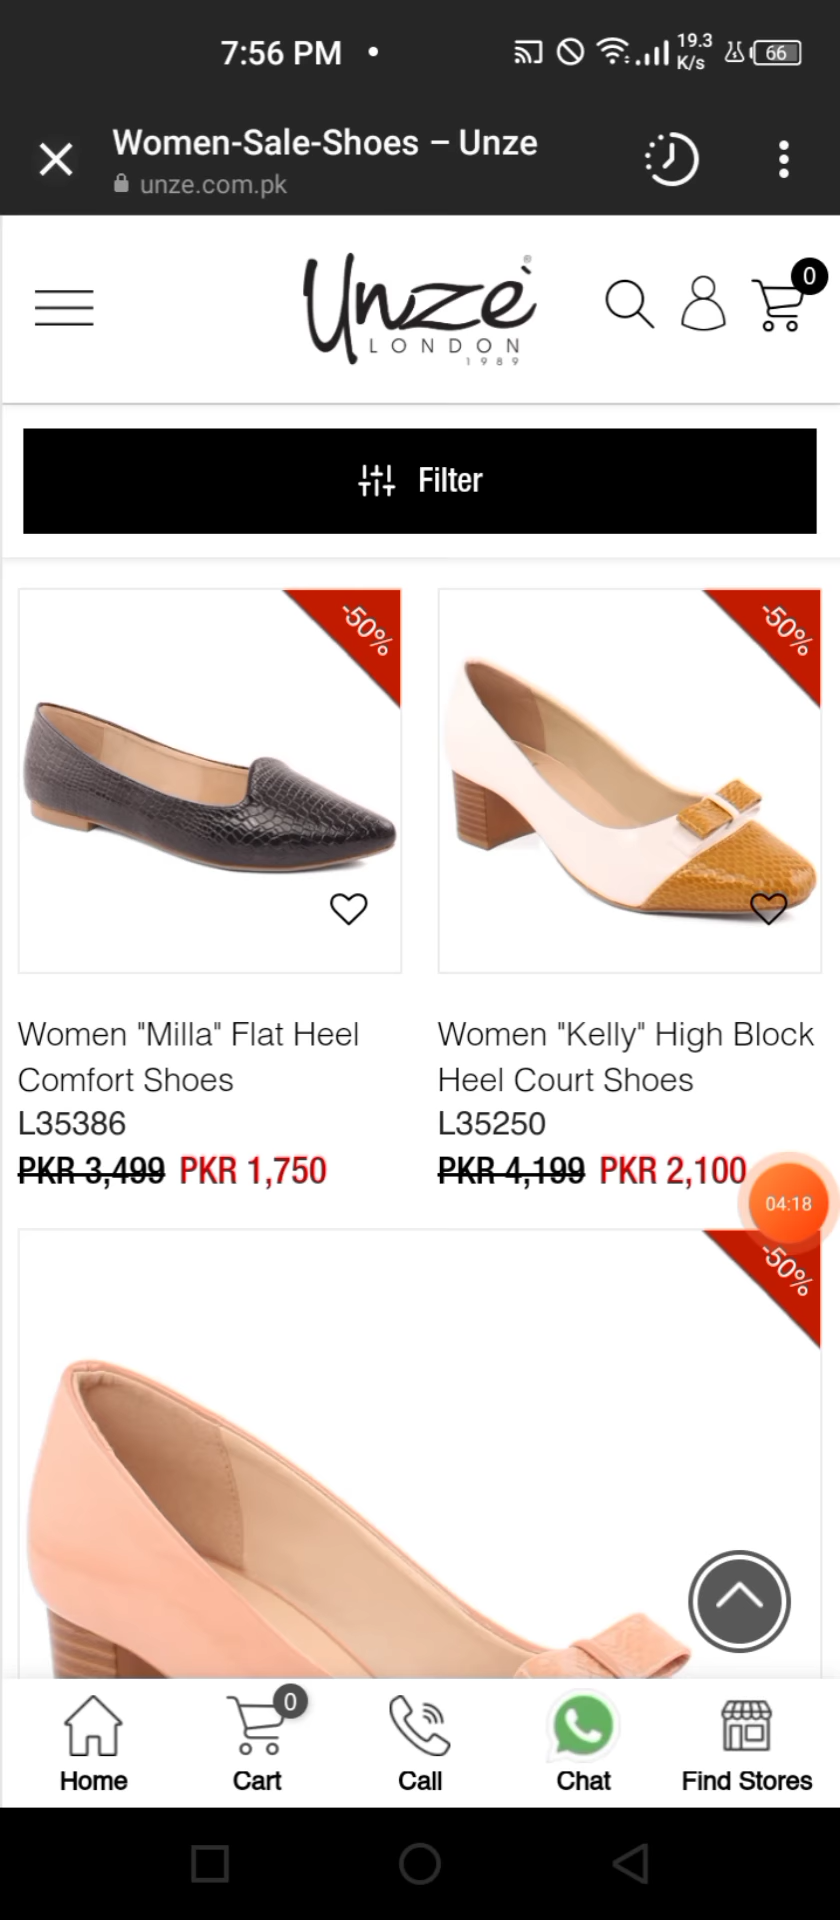 7:56 PM
19.3
K/s
66
Women-Sale-Shoes – Unze
unze.com.pk
Unze
®
LONDON
1989
0
Filter
-50%
-50%
Women "Milla" Flat Heel
Comfort Shoes
L35386
PKR 3,499 PKR 1,750
Women "Kelly" High Block
Heel Court Shoes
L35250
PKR 4,199 PKR 2,100
04:18
-50%
0
Home
Cart
Call
Chat
Find Stores